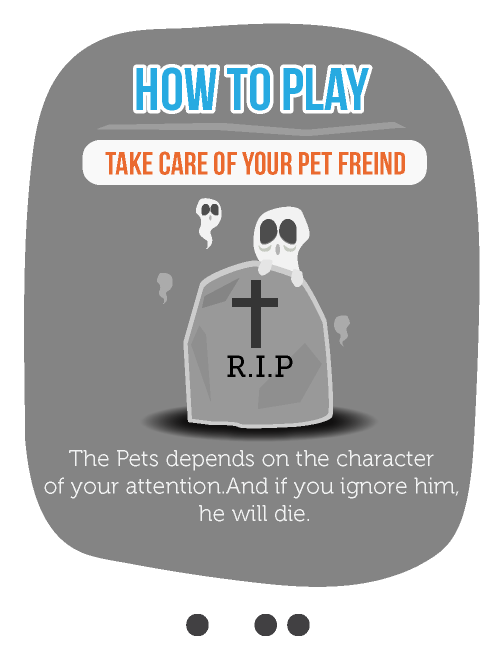 HOW TO PLAY
TAKE CARE OF YOUR PET FREIND
R.I.P
The Pets depends on the character
of your attention.And if you ignore him,
he will die.